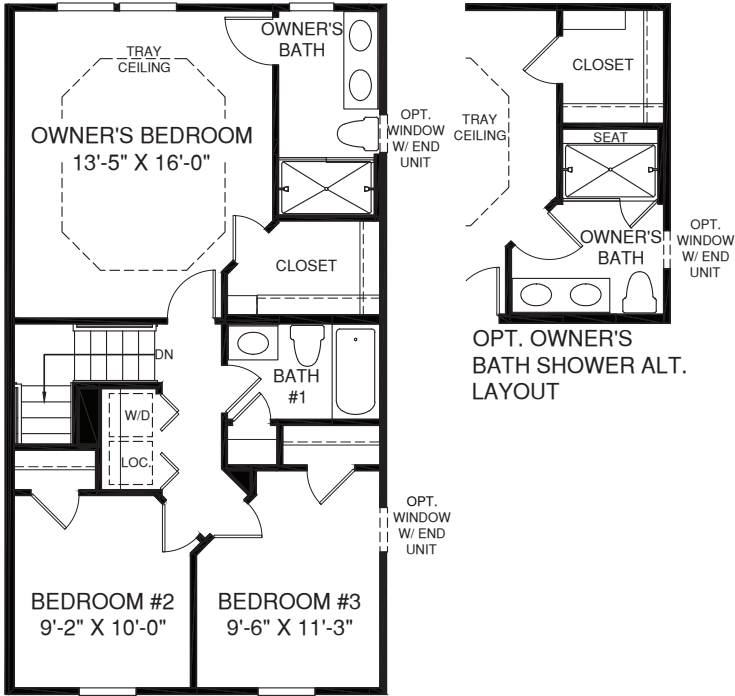 OWNER'S
BATH
TRAY
CEILING
OWNER'S BEDROOM
13'-5" X 16'-0"
OPT.
WINDOW
W/ END
UNIT
CLOSET
DN
BATH
#1
W/D
LOC.
OPT.
WINDOW
W/ END
UNIT
BEDROOM #2
9'-2" X 10'-0"
BEDROOM #3
9'-6" X 11'-3"
CLOSET
TRAY
CEILING
SEAT
OWNER'S
BATH
OPT.
WINDOW
W/ END
UNIT
OPT. OWNER'S
BATH SHOWER ALT.
LAYOUT